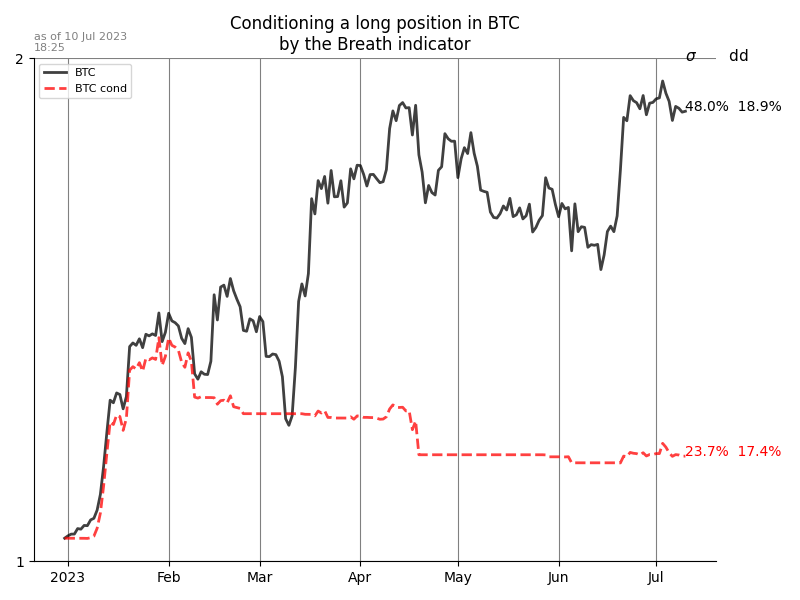 Conditioning a long position in BTC
by the Breath indicator
as of 10 Jul 2023
18:25
σ dd
2
BTC
BTC cond
48.0% 18.9%
23.7% 17.4%
1
2023 Feb Mar Apr May Jun Jul